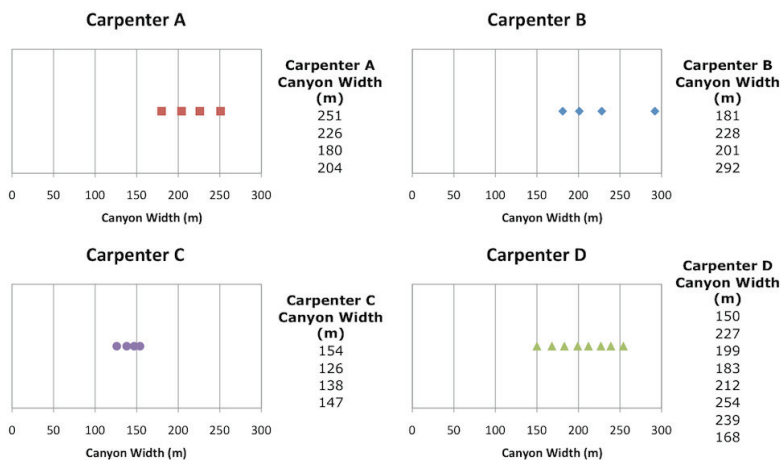 Carpenter A
Carpenter A
Canyon Width
(m)
251
226
180
204
0 50 100 150 200 250 300
Canyon Width (m)
Carpenter B
Carpenter B
Canyon Width
(m)
181
228
201
292
0 50 100 150 200 250 300
Canyon Width (m)
Carpenter C
Carpenter C
Canyon Width
(m)
154
126
138
147
0 50 100 150 200 250 300
Canyon Width (m)
Carpenter D
Carpenter D
Canyon Width
(m)
150
227
199
183
212
254
239
168
0 50 100 150 200 250 300
Canyon Width (m)